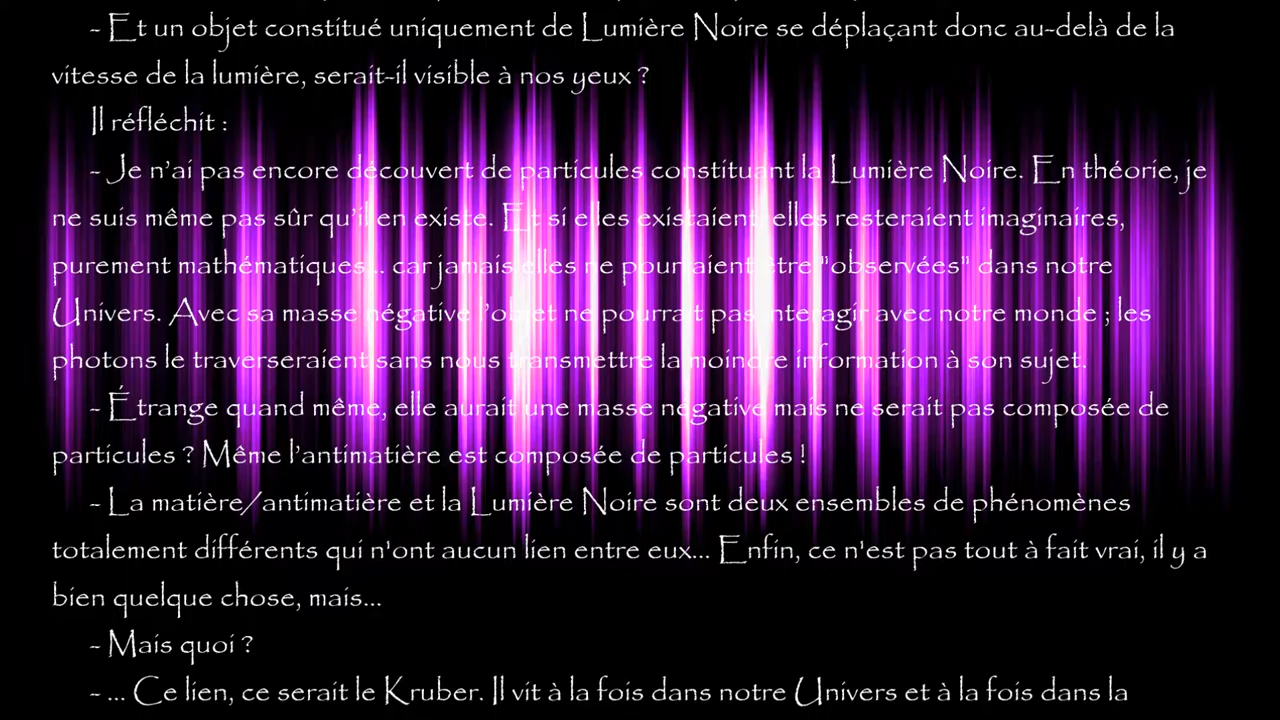 - Et un objet constitué uniquement de Lumière Noire se déplaçant donc au-delà de la
vitesse de la lumière, serait-il visible à nos yeux ?
Il réfléchit :
- Je n'ai pas encore découvert de particules constituant la Lumière Noire. En théorie, je
ne suis même pas sûr qu'il en existe. Et si elles existaient, elles resteraient imaginaires,
purement mathématiques... car jamais elles ne pourraient être "observées" dans notre
Univers. Avec sa masse négative l'objet ne pourrait pas interagir avec notre monde ; les
photons le traverseraient sans nous transmettre la moindre information à son sujet.
- Étrange quand même, elle aurait une masse négative mais ne serait pas composée de
particules ? Même l'antimatière est composée de particules !
- La matière/antimatière et la Lumière Noire sont deux ensembles de phénomènes
totalement différents qui n'ont aucun lien entre eux... Enfin, ce n'est pas tout à fait vrai, il y a
bien quelque chose, mais...
- Mais quoi ?
- ... Ce lien, ce serait le Kruber. Il vit à la fois dans notre Univers et à la fois dans la